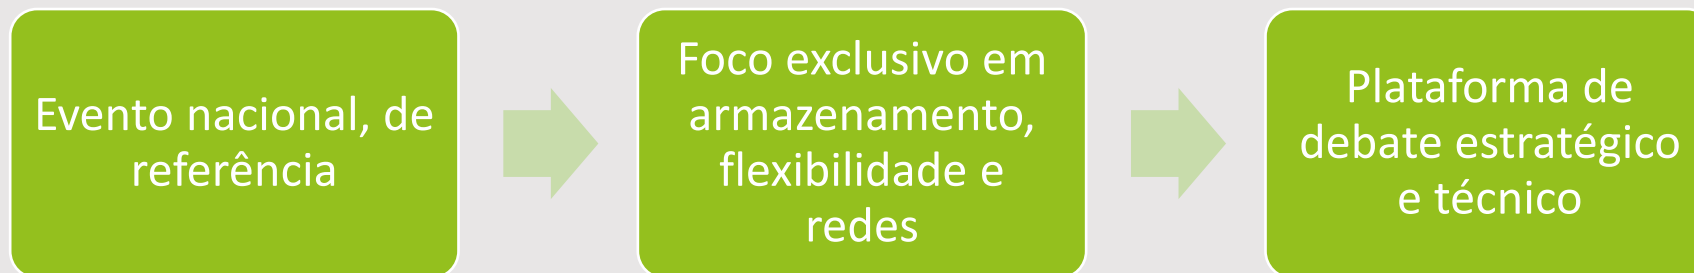 Evento nacional, de
referência
Foco exclusivo em
armazenamento,
flexibilidade e
redes
Plataforma de
debate estratégico
e técnico